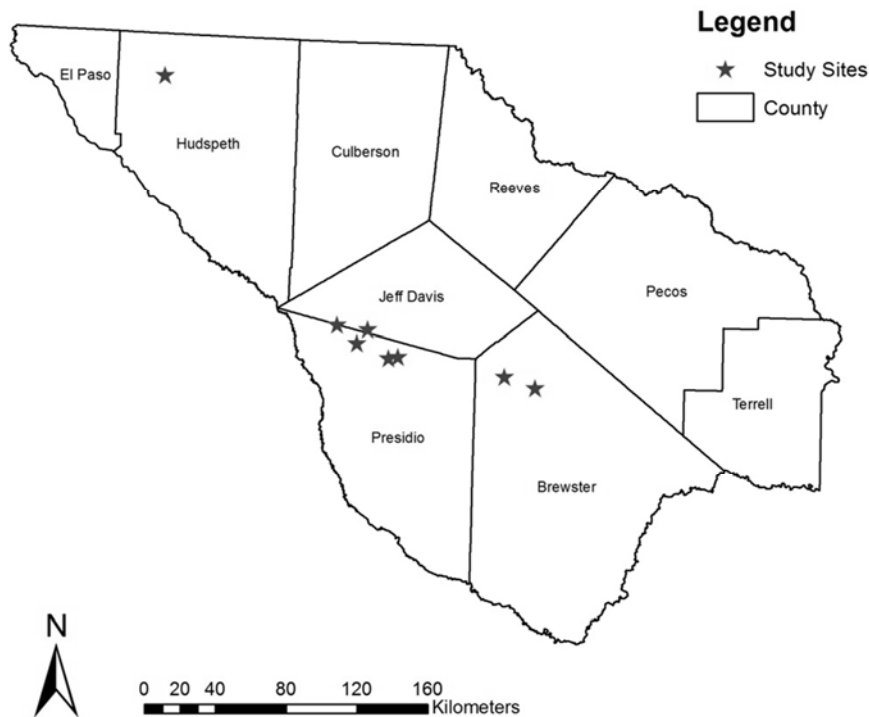 Legend
Study Sites
County
El Paso
Hudspeth
Culberson
Reeves
Jeff Davis
Pecos
Terrell
Presidio
Brewster
N
0 20 40 80 120 160
Kilometers